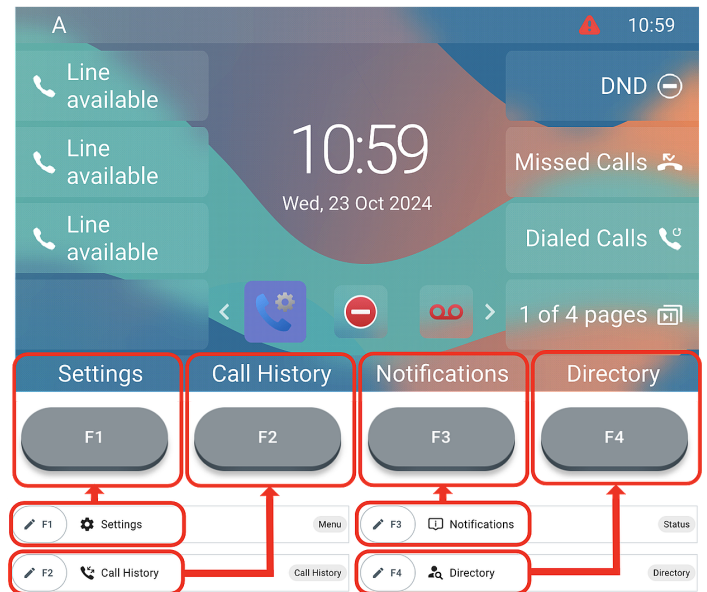 A
10:59
Line
available
DND
10:59
Line
available
Missed Calls
Wed, 23 Oct 2024
Line
available
Dialed Calls
1 of 4 pages
Settings
Call History
Notifications
Directory
F1
F2
F3
F4
F1 Settings Menu
F3 Notifications Status
F2 Call History Call History
F4 Directory Directory